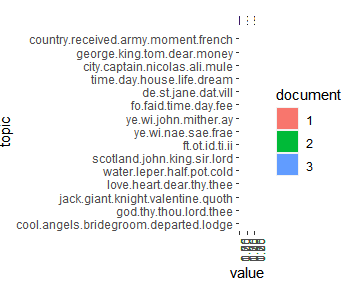 country.received.army.moment.french
george.king.tom.dear.money
city.captain.nicolas.ali.mule
time.day.house.life.dream
de.st.jane.dat.vill
fo.faid.time.day.fee
ye.wi.john.mither.ay
ye.wi.nae.sae.frae
ft.ot.id.ti.ii
scotland.john.king.sir.lord
water.leper.half.pot.cold
love.heart.dear.thy.thee
jack.giant.knight.valentine.quoth
god.thy.thou.lord.thee
cool.angels.bridegroom.departed.lodge
topic
value
document
1
2
3